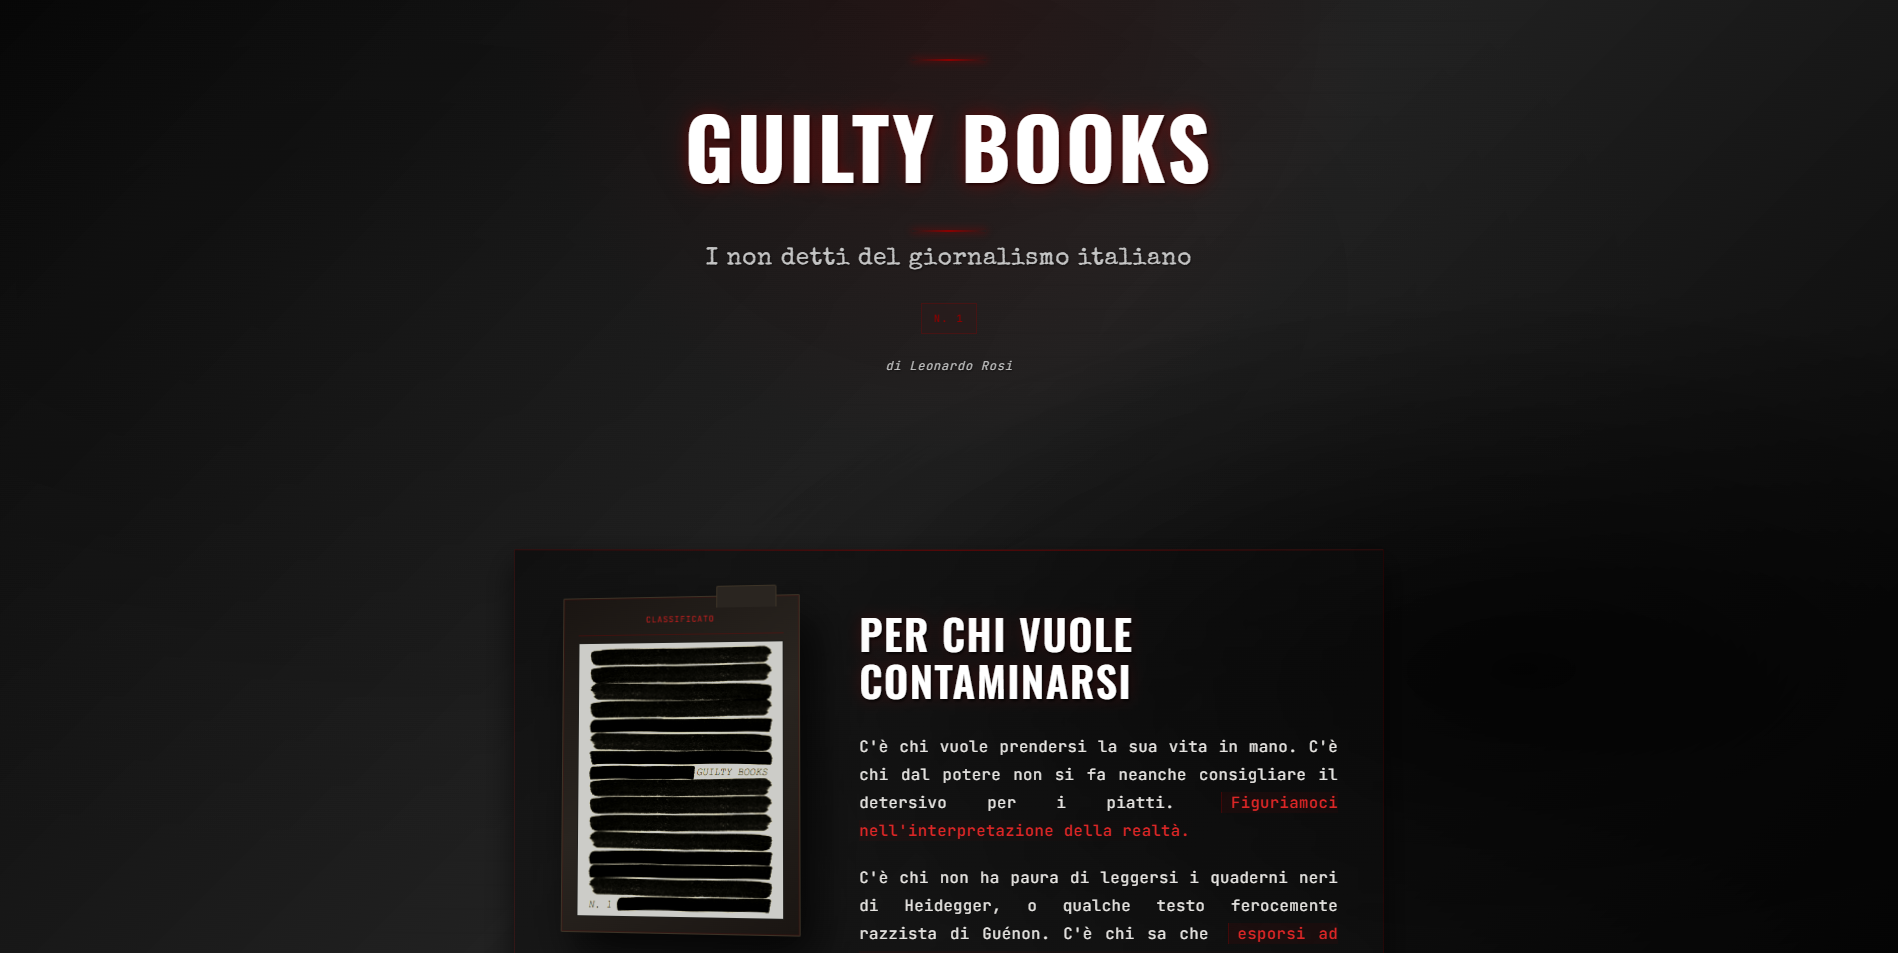 GUILTY BOOKS
I non detti del giornalismo italiano
N. 1
di Leonardo Rosi
CLASSIFICATO
GUILTY BOOKS
N. 1
PER CHI VUOLE
CONTAMINARSI
C'è chi vuole prendersi la sua vita in mano. C'è
chi dal potere non si fa neanche consigliare il
detersivo per i piatti. Figuriamoci
nell'interpretazione della realtà.
C'è chi non ha paura di leggersi i quaderni neri
di Heidegger, o qualche testo ferocemente
razzista di Guénon. C'è chi sa che esporsi ad